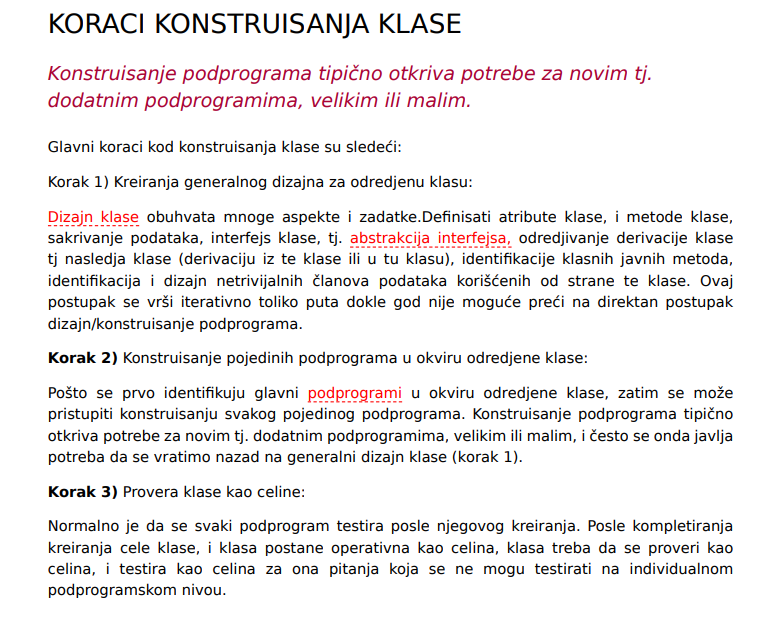 KORACI KONSTRUISANJA KLASE
Konstruisanje podprograma tipično otkriva potrebe za novim tj.
dodatnim podprogramima, velikim ili malim.
Glavni koraci kod konstruisanja klase su sledeći:
Korak 1) Kreiranja generalnog dizajna za odredjenu klasu:
Dizajn klase obuhvata mnoge aspekte i zadatke.Definisati atribute klase, i metode klase,
sakrivanje podataka, interfejs klase, tj. abstrakcija interfejsa, odredjivanje derivacije klase
tj nasledja klase (derivaciju iz te klase ili u tu klasu), identifikacije klasnih javnih metoda,
identifikacija i dizajn netrivijalnih članova podataka korišćenih od strane te klase. Ovaj
postupak se vrši iterativno toliko puta dokle god nije moguće preći na direktan postupak
dizajn/konstruisanje podprograma.
Korak 2) Konstruisanje pojedinih podprograma u okviru odredjene klase:
Pošto se prvo identifikuju glavni podprogrami u okviru odredjene klase, zatim se može
pristupiti konstruisanju svakog pojedinog podprograma. Konstruisanje podprograma tipično
otkriva potrebe za novim tj. dodatnim podprogramima, velikim ili malim, i često se onda javlja
potreba da se vratimo nazad na generalni dizajn klase (korak 1).
Korak 3) Provera klase kao celine:
Normalno je da se svaki podprogram testira posle njegovog kreiranja. Posle kompletiranja
kreiranja cele klase, i klasa postane operativna kao celina, klasa treba da se proveri kao
celina, i testira kao celina za ona pitanja koja se ne mogu testirati na individualnom
podprogramskom nivou.